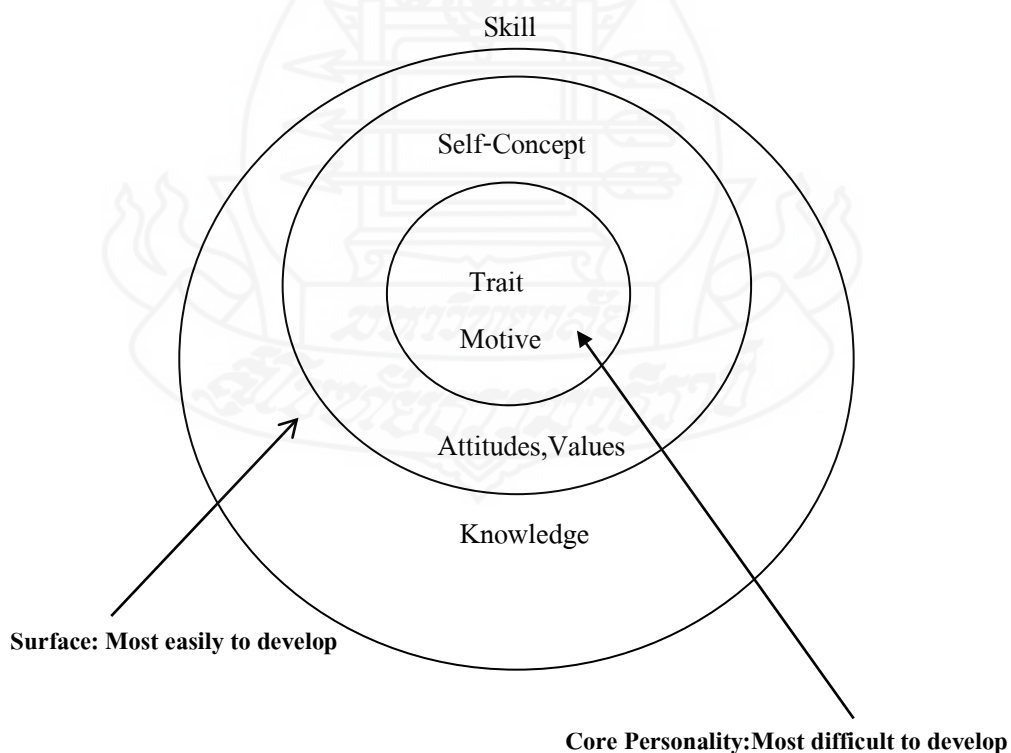 Skill
Self-Concept
Trait
Motive
Attitudes,Values
Knowledge
Surface: Most easily to develop
Core Personality:Most difficult to develop